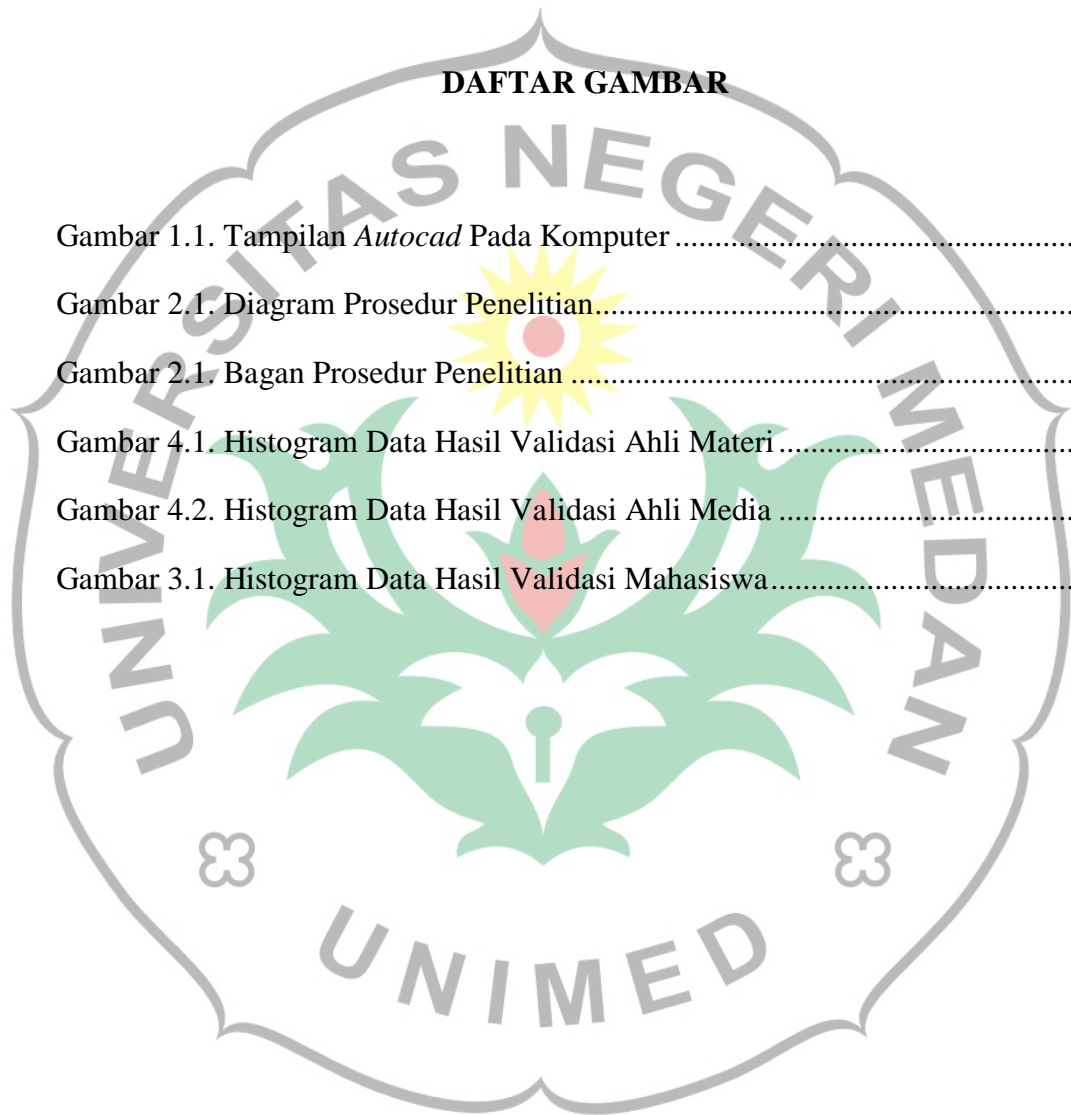 DAFTAR GAMBAR
UNIVERSITAS NEGERI MEDAN
Gambar 1.1. Tampilan Autocad Pada Komputer ..........................................
Gambar 2.1. Diagram Prosedur Penelitian..................................................
Gambar 2.1. Bagan Prosedur Penelitian .....................................................
Gambar 4.1. Histogram Data Hasil Validasi Ahli Materi ..............................
Gambar 4.2. Histogram Data Hasil Validasi Ahli Media ..............................
Gambar 3.1. Histogram Data Hasil Validasi Mahasiswa................................
UNIMED